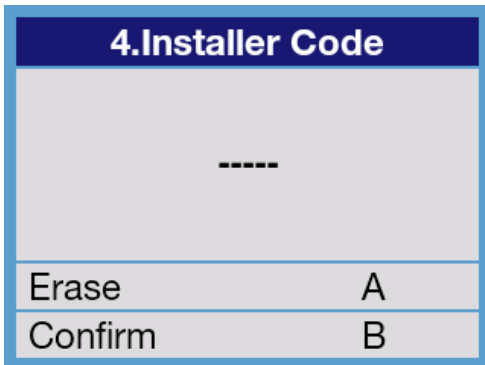 4.Installer Code
-----
Erase A
Confirm B